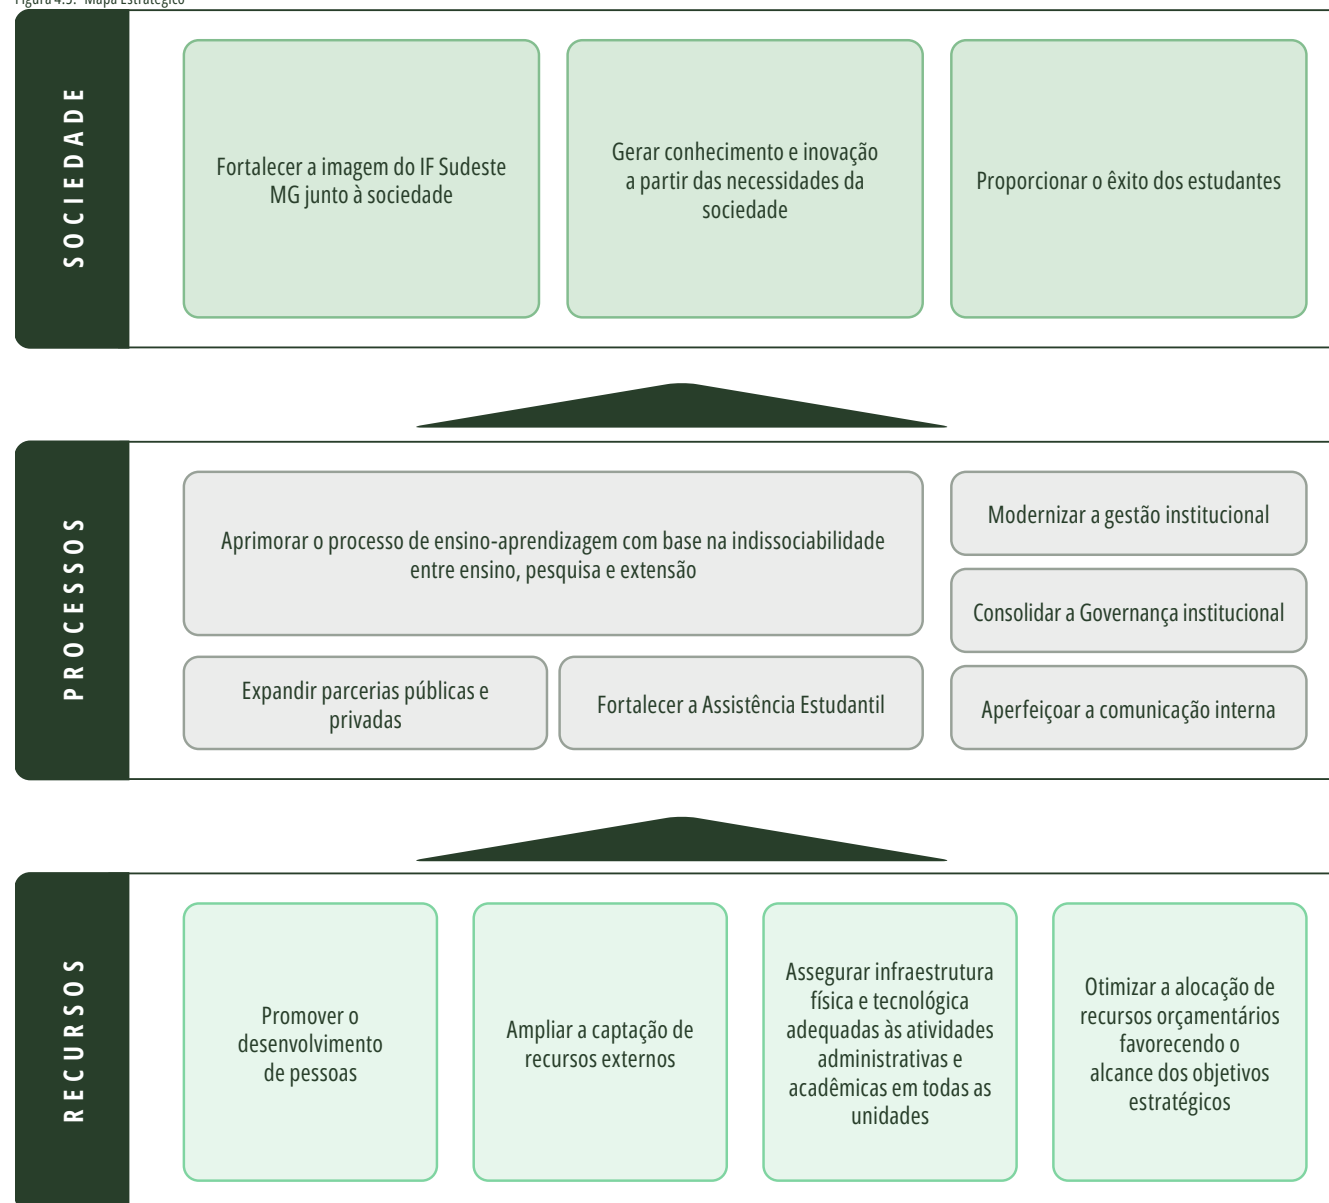 Figura 4.3: Mapa Estratégico
SOCIEDADE
Fortalecer a imagem do IF Sudeste
MG junto à sociedade
Gerar conhecimento e inovação
a partir das necessidades da
sociedade
Proporcionar o êxito dos estudantes
PROCESSOS
Aprimorar o processo de ensino-aprendizagem com base na indissociabilidade
entre ensino, pesquisa e extensão
Modernizar a gestão institucional
Consolidar a Governança institucional
Expandir parcerias públicas e
privadas
Fortalecer a Assistência Estudantil
Aperfeiçoar a comunicação interna
RECURSOS
Promover o
desenvolvimento
de pessoas
Ampliar a captação de
recursos externos
Assegurar infraestrutura
física e tecnológica
adequadas às atividades
administrativas e
acadêmicas em todas as
unidades
Otimizar a alocação de
recursos orçamentários
favorecendo o
alcance dos objetivos
estratégicos